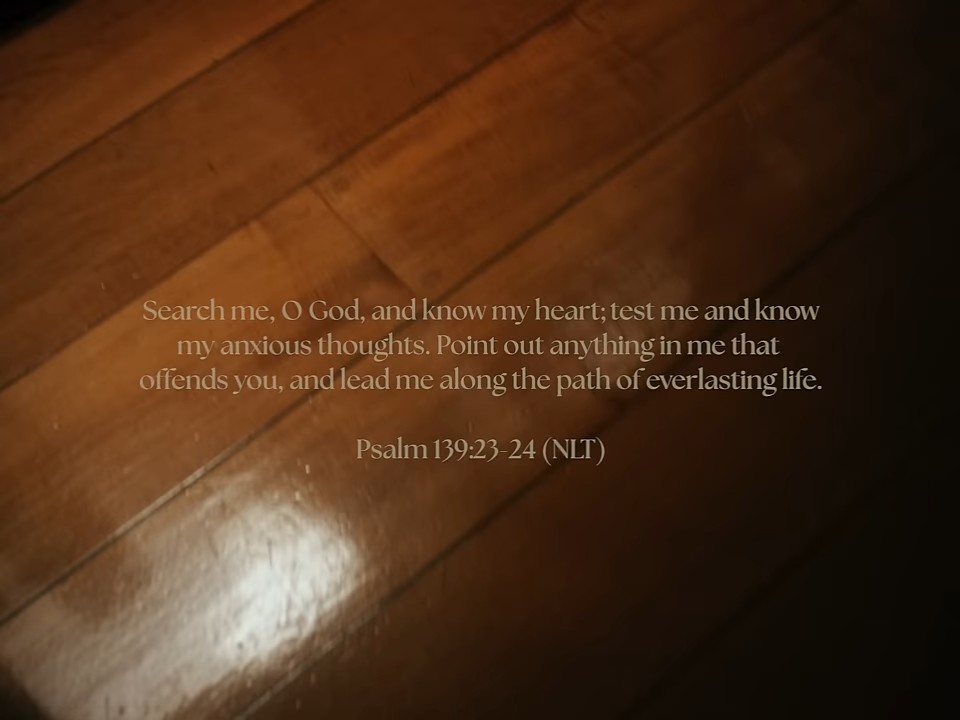 Search me, O God, and know my heart; test me and know
my anxious thoughts. Point out anything in me that
offends you, and lead me along the path of everlasting life.
Psalm 139:23-24 (NLT)